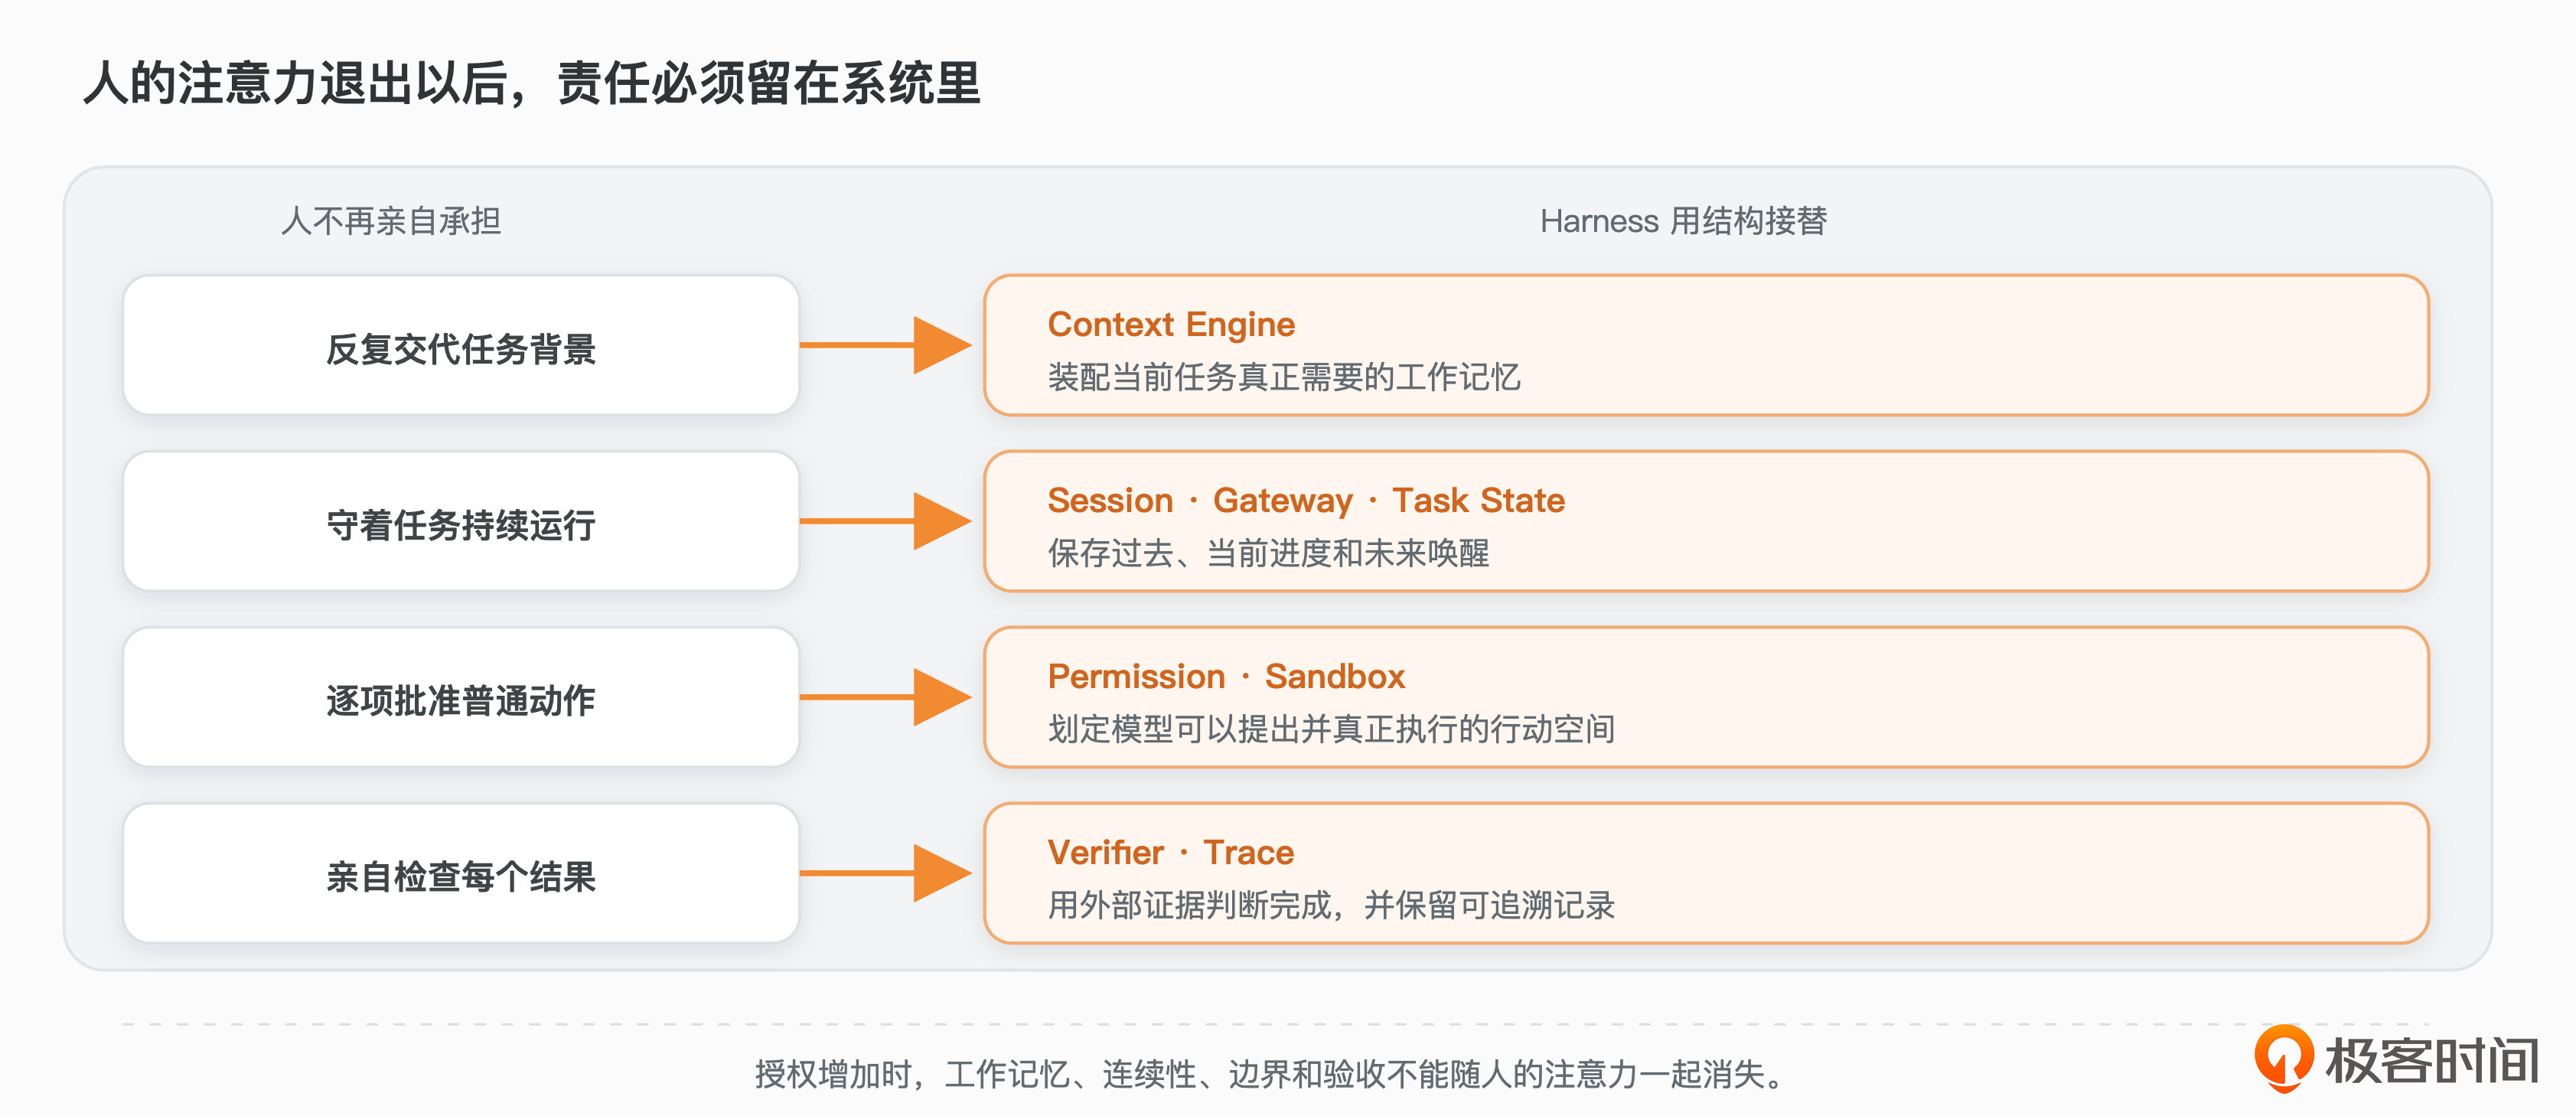 人的注意力退出以后，责任必须留在系统里
人不再亲自承担
Harness 用结构接替
反复交代任务背景
Context Engine
装配当前任务真正需要的工作记忆
守着任务持续运行
Session · Gateway · Task State
保存过去、当前进度和未来唤醒
逐项批准普通动作
Permission · Sandbox
划定模型可以提出并真正执行的行动空间
亲自检查每个结果
Verifier · Trace
用外部证据判断完成，并保留可追溯记录
授权增加时，工作记忆、连续性、边界和验收不能随人的注意力一起消失。
极客时间